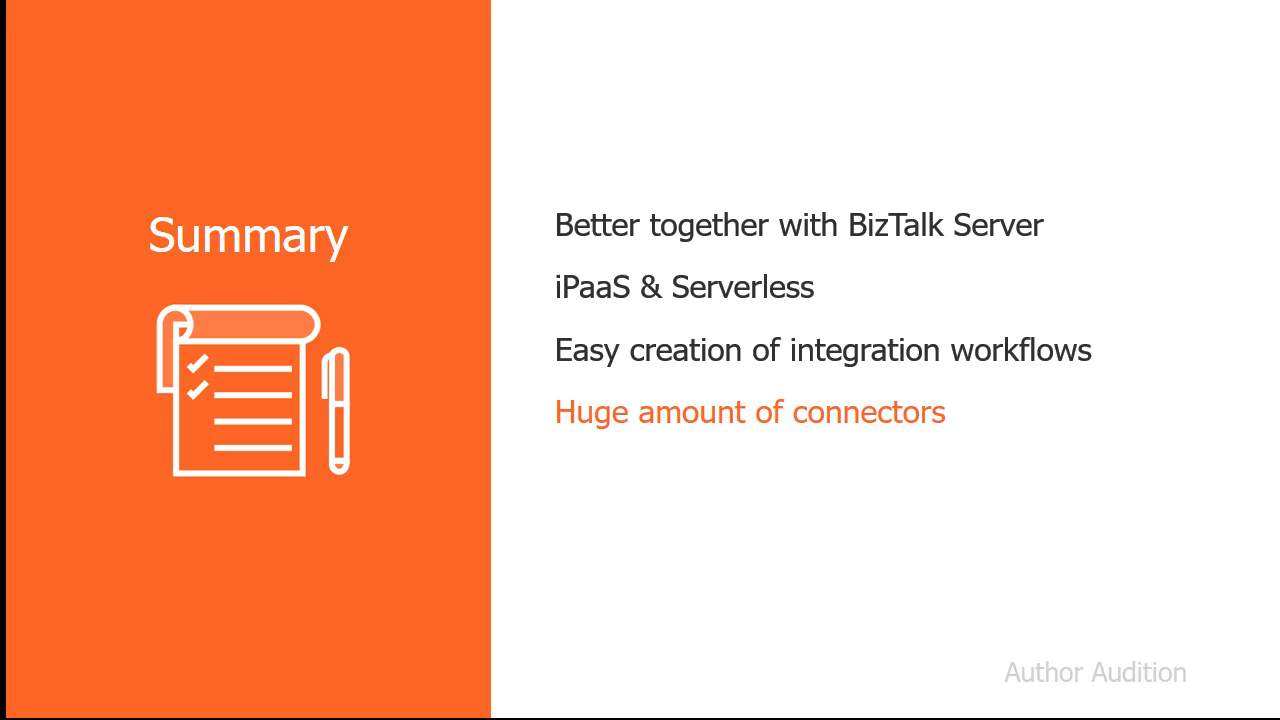 Summary
Better together with BizTalk Server
iPaaS & Serverless
Easy creation of integration workflows
Huge amount of connectors
Author Audition